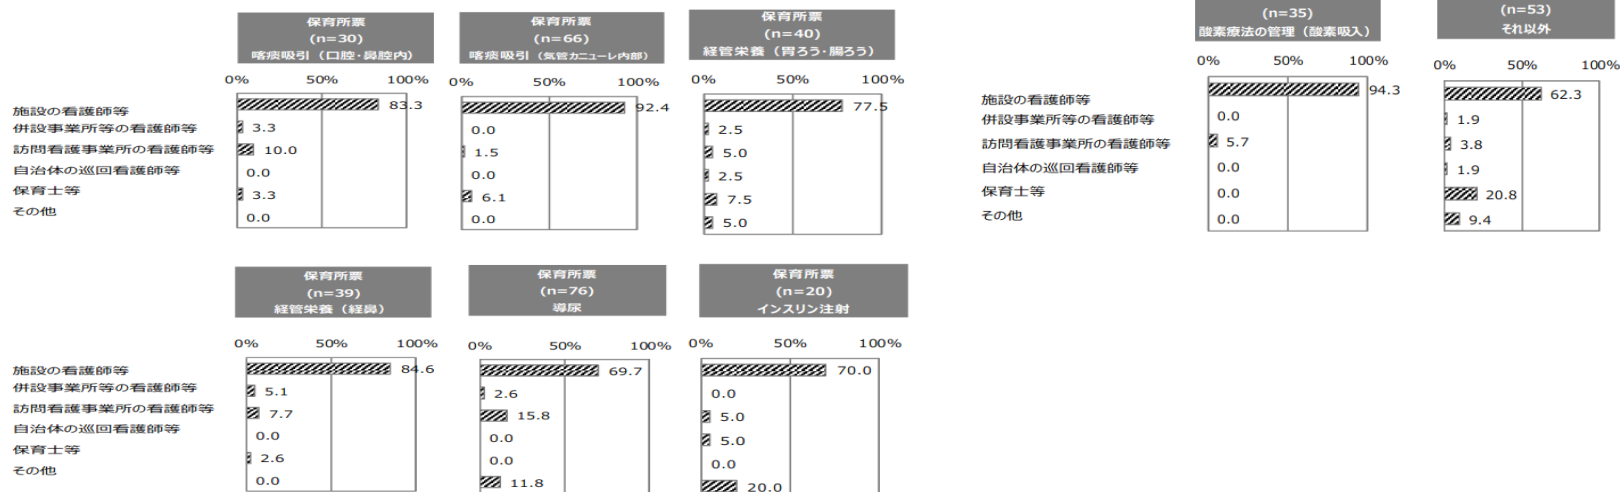 保育所票
(n=30)
喀痰吸引（口腔・鼻腔内）
保育所票
(n=66)
喀痰吸引（気管カニューレ内部）
保育所票
(n=40)
経管栄養（胃ろう・腸ろう）
(n=35)
酸素療法の管理（酸素吸入）
(n=53)
それ以外
0% 50% 100%
0% 50% 100%
0% 50% 100%
0% 50% 100%
0% 50% 100%
施設の看護師等 83.3 92.4 77.5
併設事業所等の看護師等 3.3 0.0 2.5
訪問看護事業所の看護師等 10.0 1.5 5.0
自治体の巡回看護師等 0.0 0.0 2.5
保育士等 3.3 6.1 7.5
その他 0.0 0.0 5.0
施設の看護師等 94.3 62.3
併設事業所等の看護師等 0.0 1.9
訪問看護事業所の看護師等 5.7 3.8
自治体の巡回看護師等 0.0 1.9
保育士等 0.0 20.8
その他 0.0 9.4
保育所票
(n=39)
経管栄養（経鼻）
保育所票
(n=76)
導尿
保育所票
(n=20)
インスリン注射
0% 50% 100%
0% 50% 100%
0% 50% 100%
施設の看護師等 84.6 69.7 70.0
併設事業所等の看護師等 5.1 2.6 0.0
訪問看護事業所の看護師等 7.7 15.8 5.0
自治体の巡回看護師等 0.0 0.0 5.0
保育士等 2.6 0.0 0.0
その他 0.0 11.8 20.0